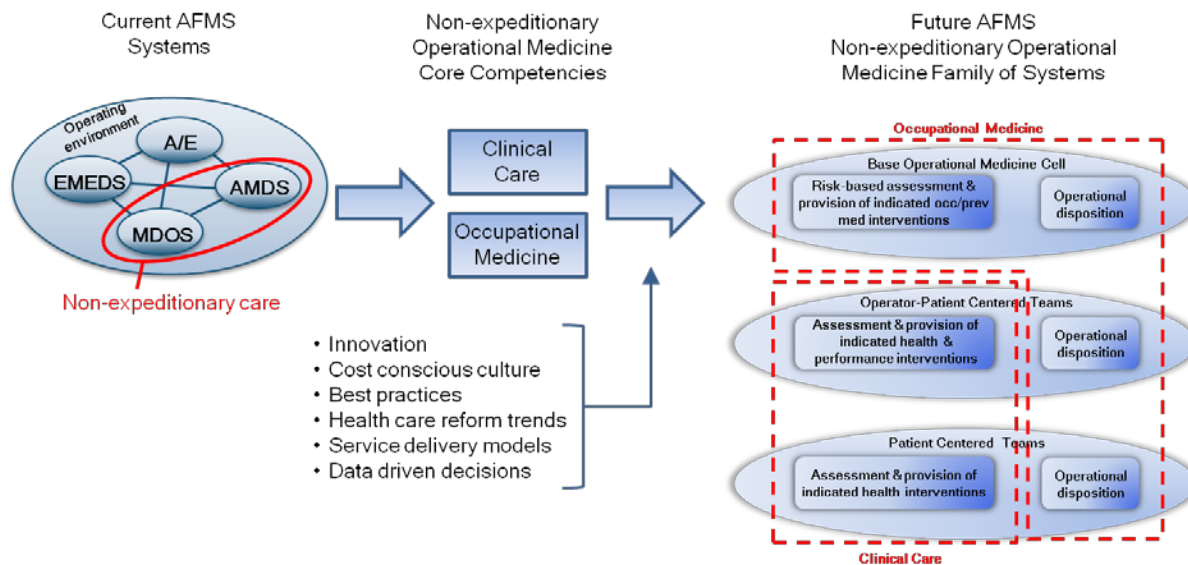 Current AFMS
Systems
Non-expeditionary
Operational Medicine
Core Competencies
Future AFMS
Non-expeditionary Operational
Medicine Family of Systems
Operating
environment
A/E
EMEDS
AMDS
MDOS
Non-expeditionary care
Clinical
Care
Occupational
Medicine
• Innovation
• Cost conscious culture
• Best practices
• Health care reform trends
• Service delivery models
• Data driven decisions
Occupational Medicine
Base Operational Medicine Cell
Risk-based assessment &
provision of indicated occ/prev
med interventions
Operational
disposition
Operator-Patient Centered Teams
Assessment & provision of
indicated health &
performance interventions
Operational
disposition
Patient Centered Teams
Assessment & provision of
indicated health interventions
Operational
disposition
Clinical Care